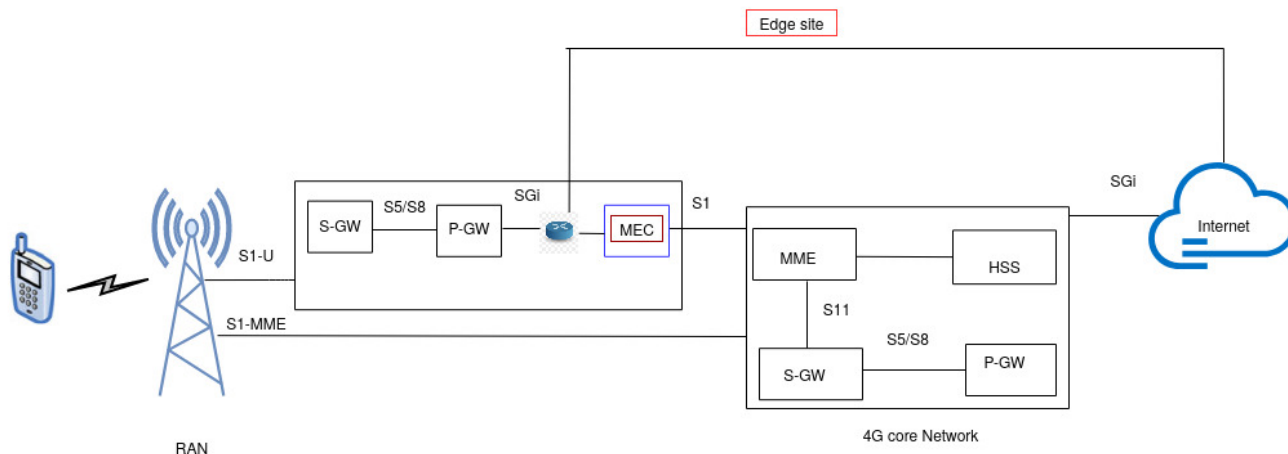 Edge site
SGi
S5/S8
SGi
S1
S-GW
P-GW
MEC
Internet
S1-U
MME
HSS
S11
S1-MME
S5/S8
S-GW
P-GW
4G core Network
RAN